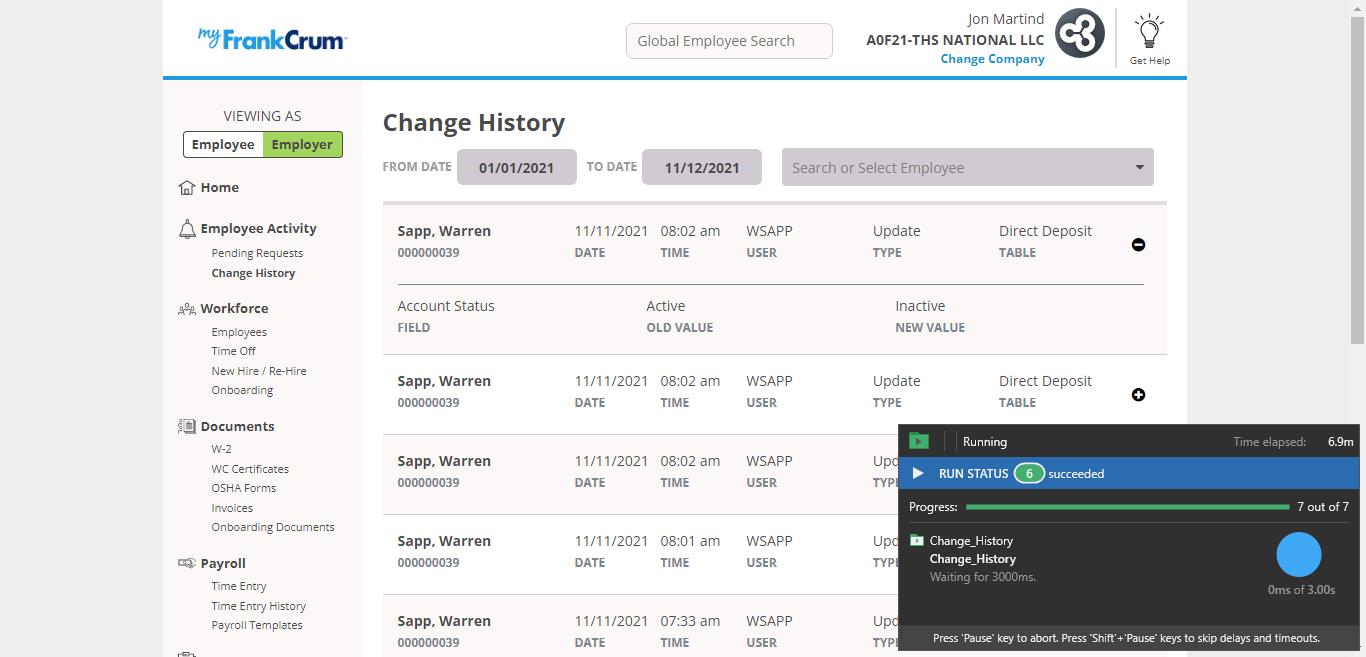 myFrankCrum
Global Employee Search
Jon Martind
A0F21-THS NATIONAL LLC
Change Company
Get Help
VIEWING AS
Employee Employer
Home
Employee Activity
Pending Requests
Change History
Workforce
Employees
Time Off
New Hire / Re-Hire
Onboarding
Documents
W-2
WC Certificates
OSHA Forms
Invoices
Onboarding Documents
Payroll
Time Entry
Time Entry History
Payroll Templates
Change History
FROM DATE 01/01/2021 TO DATE 11/12/2021 Search or Select Employee
Sapp, Warren 11/11/2021 08:02 am WSAPP Update Direct Deposit
000000039 DATE TIME USER TYPE TABLE
Account Status Active Inactive
FIELD OLD VALUE NEW VALUE
Sapp, Warren 11/11/2021 08:02 am WSAPP Update Direct Deposit
000000039 DATE TIME USER TYPE TABLE
Sapp, Warren 11/11/2021 08:02 am WSAPP Upd
000000039 DATE TIME USER TYP
Sapp, Warren 11/11/2021 08:01 am WSAPP Upd
000000039 DATE TIME USER TYP
Sapp, Warren 11/11/2021 07:33 am WSAPP Upd
000000039 DATE TIME USER TYP
Running Time elapsed: 6.9m
RUN STATUS 6 succeeded
Progress: 7 out of 7
Change_History
Change_History
Waiting for 3000ms.
0ms of 3.00s
Press 'Pause' key to abort. Press 'Shift'+'Pause' keys to skip delays and timeouts.